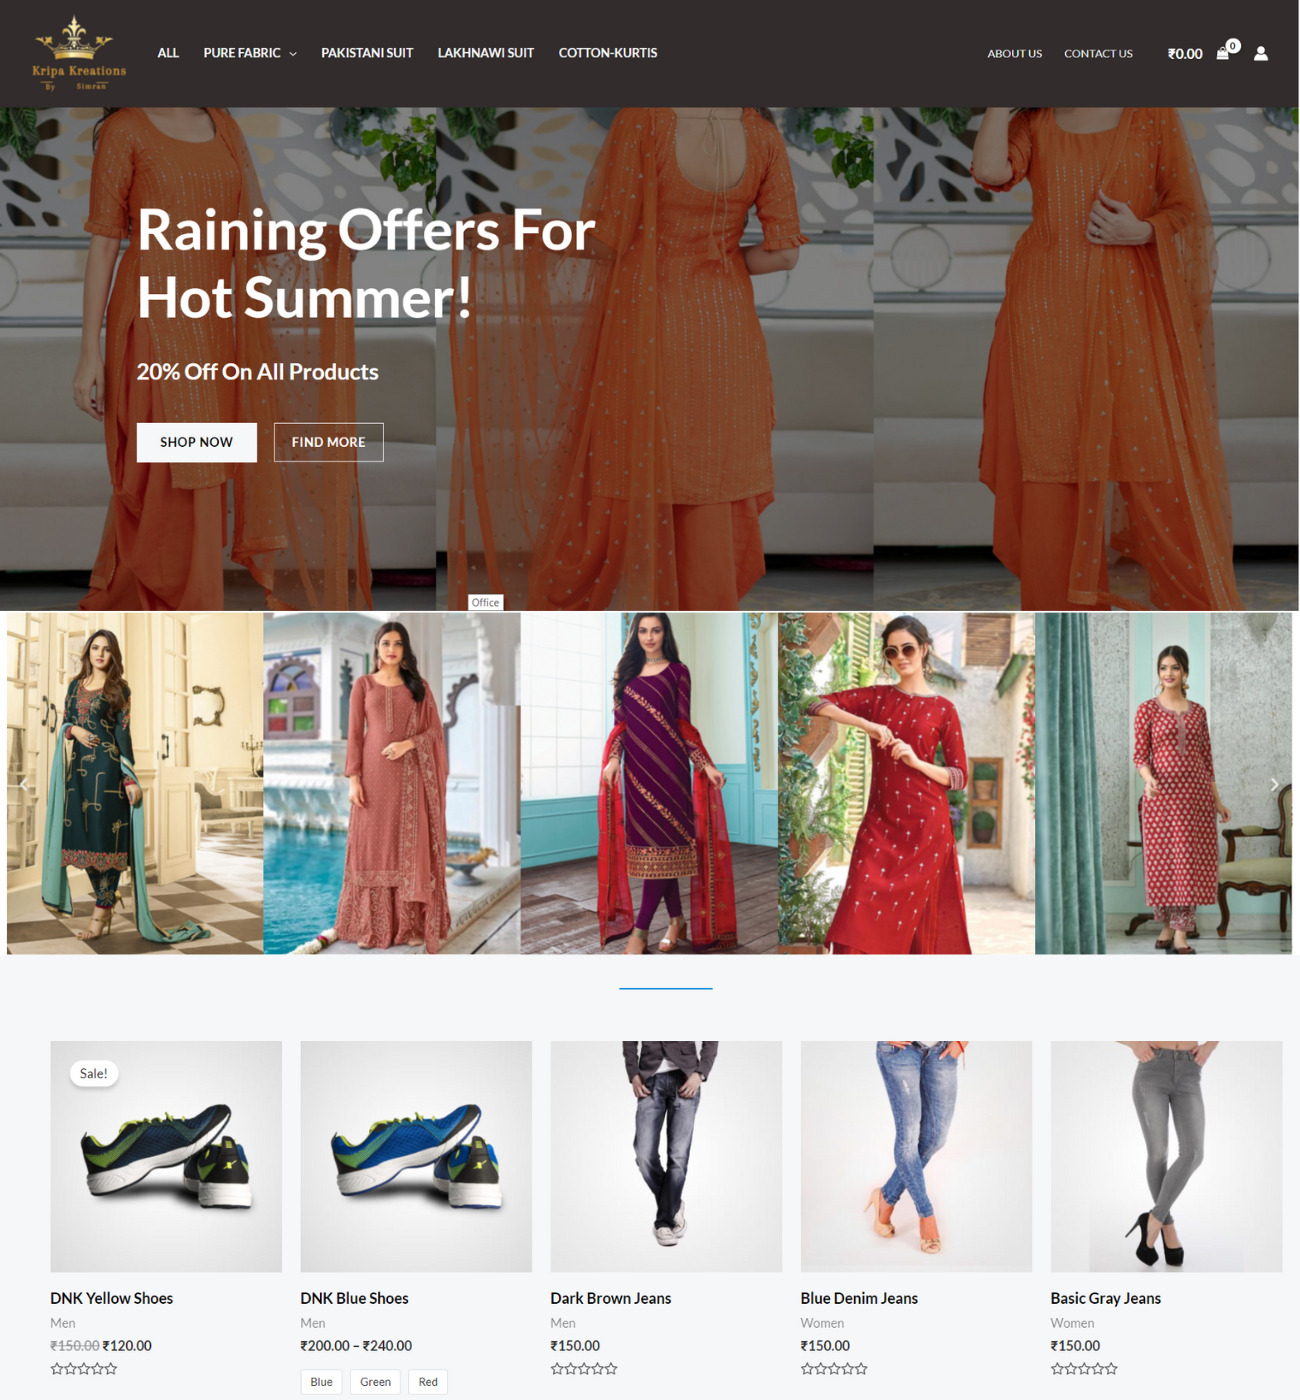 Kripa Kreations
By Simran
ALL PURE FABRIC PAKISTANI SUIT LAKHNAWI SUIT COTTON-KURTIS
ABOUT US CONTACT US ₹0.00 0
Raining Offers For
Hot Summer!
20% Off On All Products
SHOP NOW FIND MORE
Office
Sale!
DNK Yellow Shoes
Men
₹150.00 ₹120.00
DNK Blue Shoes
Men
₹200.00 – ₹240.00
Blue Green Red
Dark Brown Jeans
Men
₹150.00
Blue Denim Jeans
Women
₹150.00
Basic Gray Jeans
Women
₹150.00